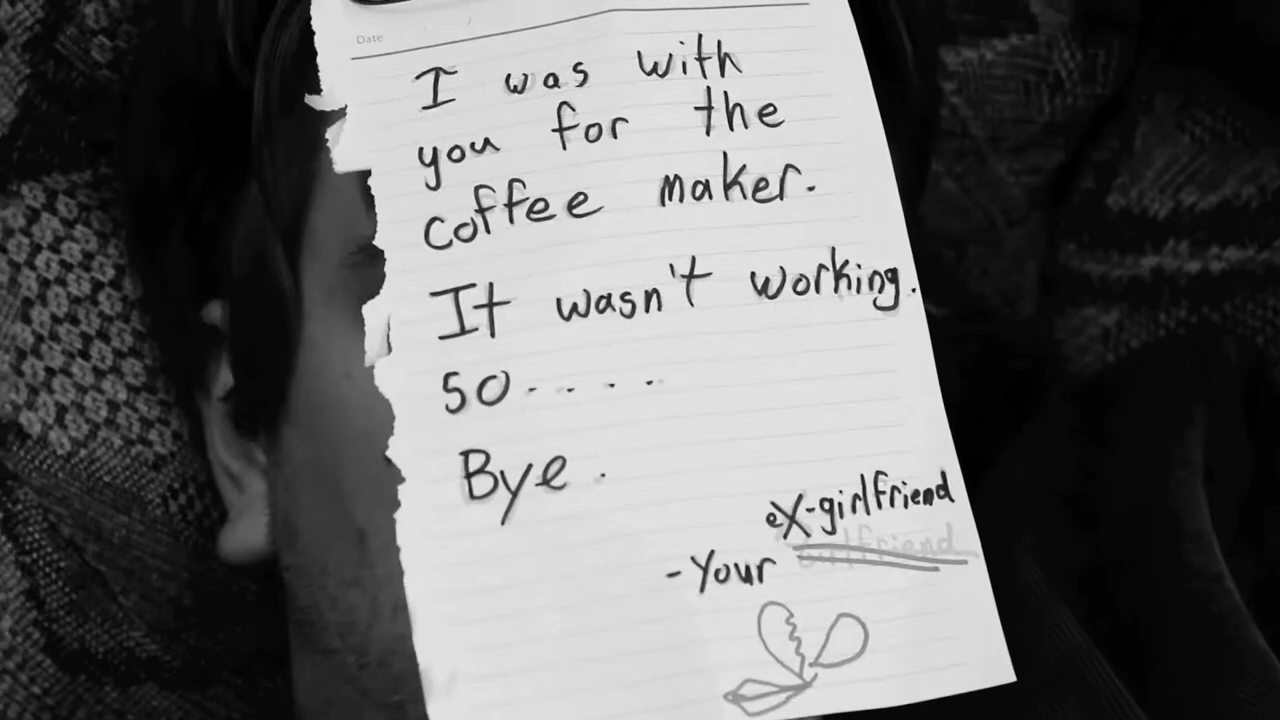 Date
I was with
you for the
coffee maker.
It wasn't working.
so....
Bye.
ex-girlfriend
-Your girlfriend